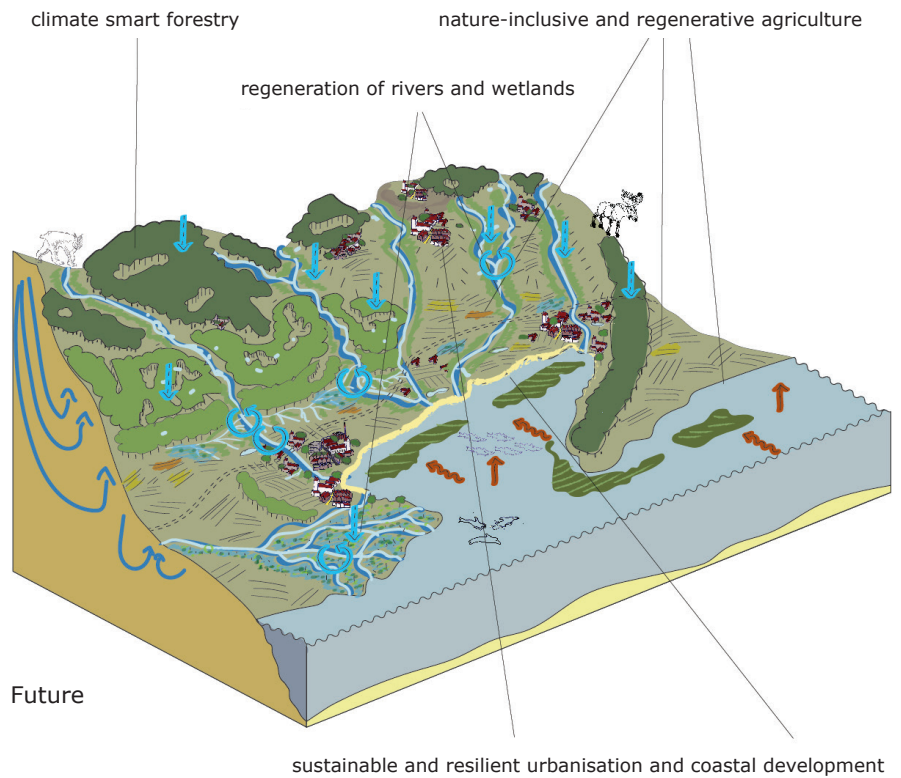 climate smart forestry
nature-inclusive and regenerative agriculture
regeneration of rivers and wetlands
Future
sustainable and resilient urbanisation and coastal development